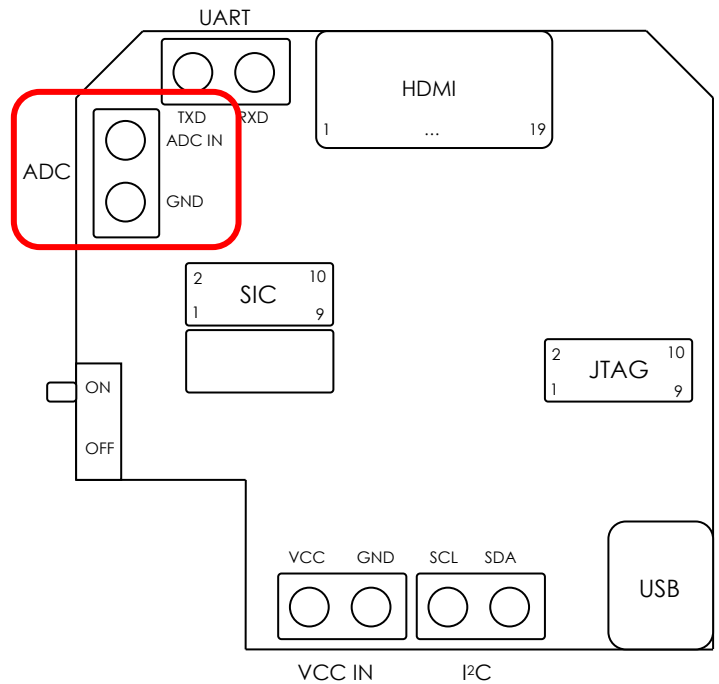 UART
HDMI
TXD
RXD
1 ... 19
ADC
ADC IN
GND
2 10
SIC
1 9
2 10
JTAG
1 9
ON
OFF
VCC GND SCL SDA
USB
VCC IN I²C